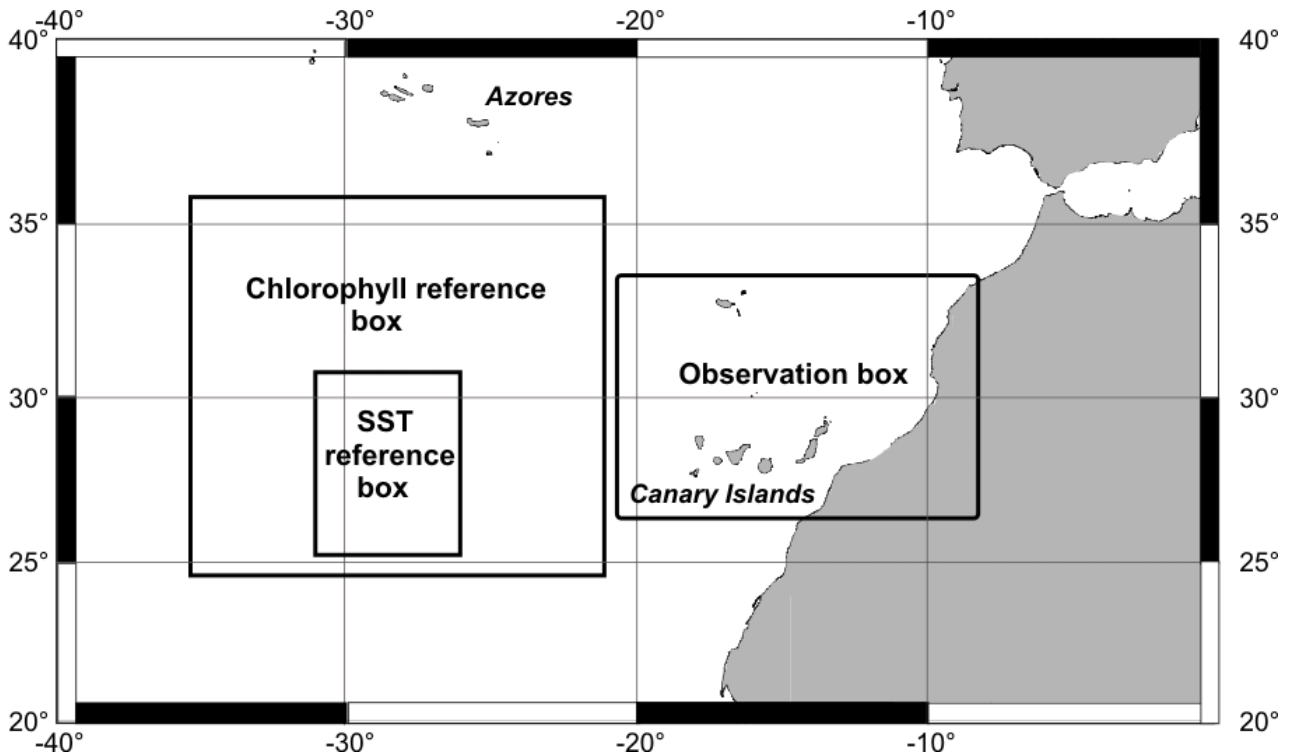 -40° -30° -20° -10°
40° 40°
Azores
35° 35°
Chlorophyll reference
box
Observation box
30° 30°
SST
reference
box
Canary Islands
25° 25°
20° 20°
-40° -30° -20° -10°